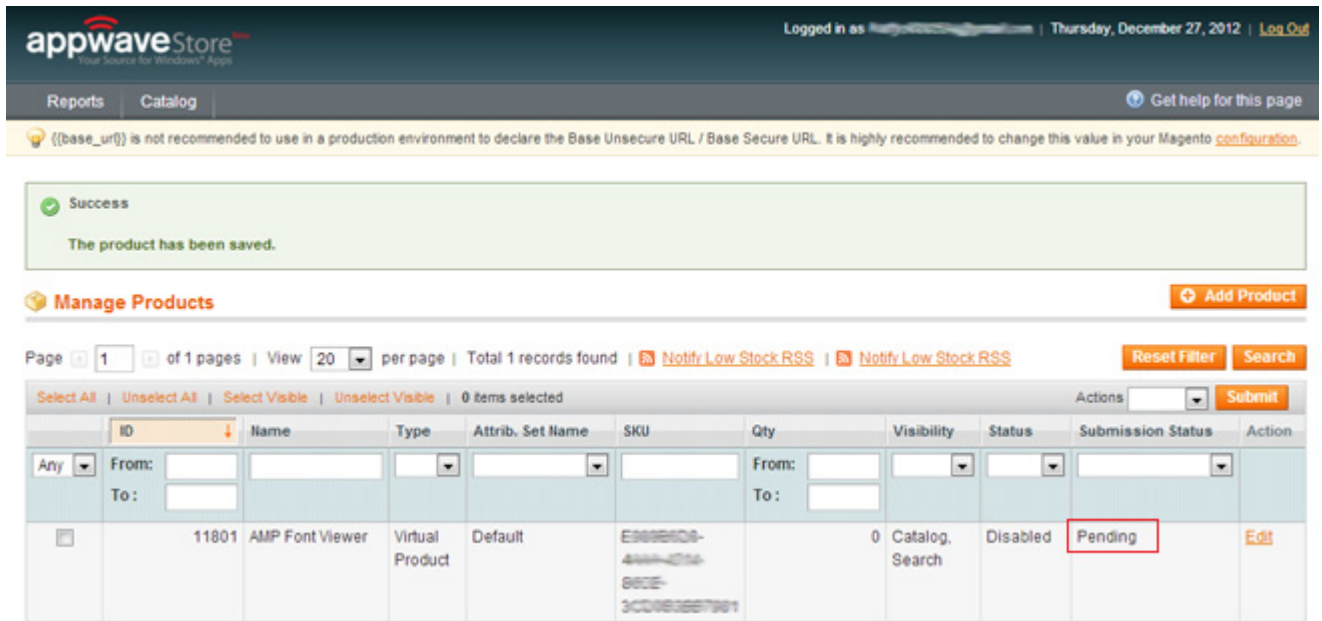 appwaveStore Beta
Your Source for Windows® Apps
Logged in as | Thursday, December 27, 2012 | Log Out
Reports Catalog Get help for this page
{{base_url}} is not recommended to use in a production environment to declare the Base Unsecure URL / Base Secure URL. It is highly recommended to change this value in your Magento configuration.
Success
The product has been saved.
Manage Products Add Product
Page 1 of 1 pages | View 20 per page | Total 1 records found | Notify Low Stock RSS | Notify Low Stock RSS Reset Filter Search
Select All | Unselect All | Select Visible | Unselect Visible | 0 items selected Actions Submit
ID Name Type Attrib. Set Name SKU Qty Visibility Status Submission Status Action
Any From: From:
To : To :
11801 AMP Font Viewer Virtual Default 0 Catalog, Disabled Pending Edit
Product Search